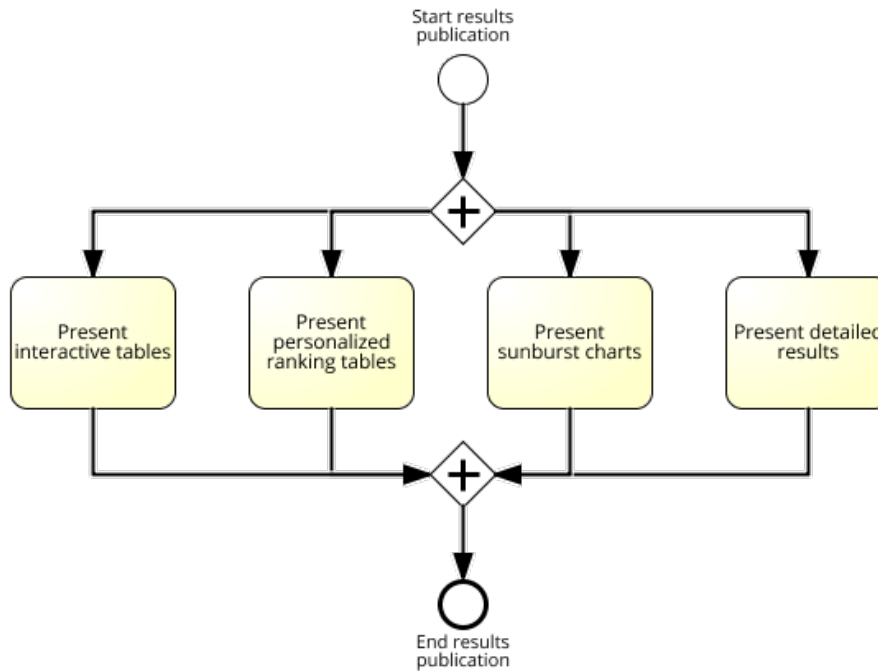 Start results
publication
Present
interactive tables
Present
personalized
ranking tables
Present
sunburst charts
Present detailed
results
End results
publication